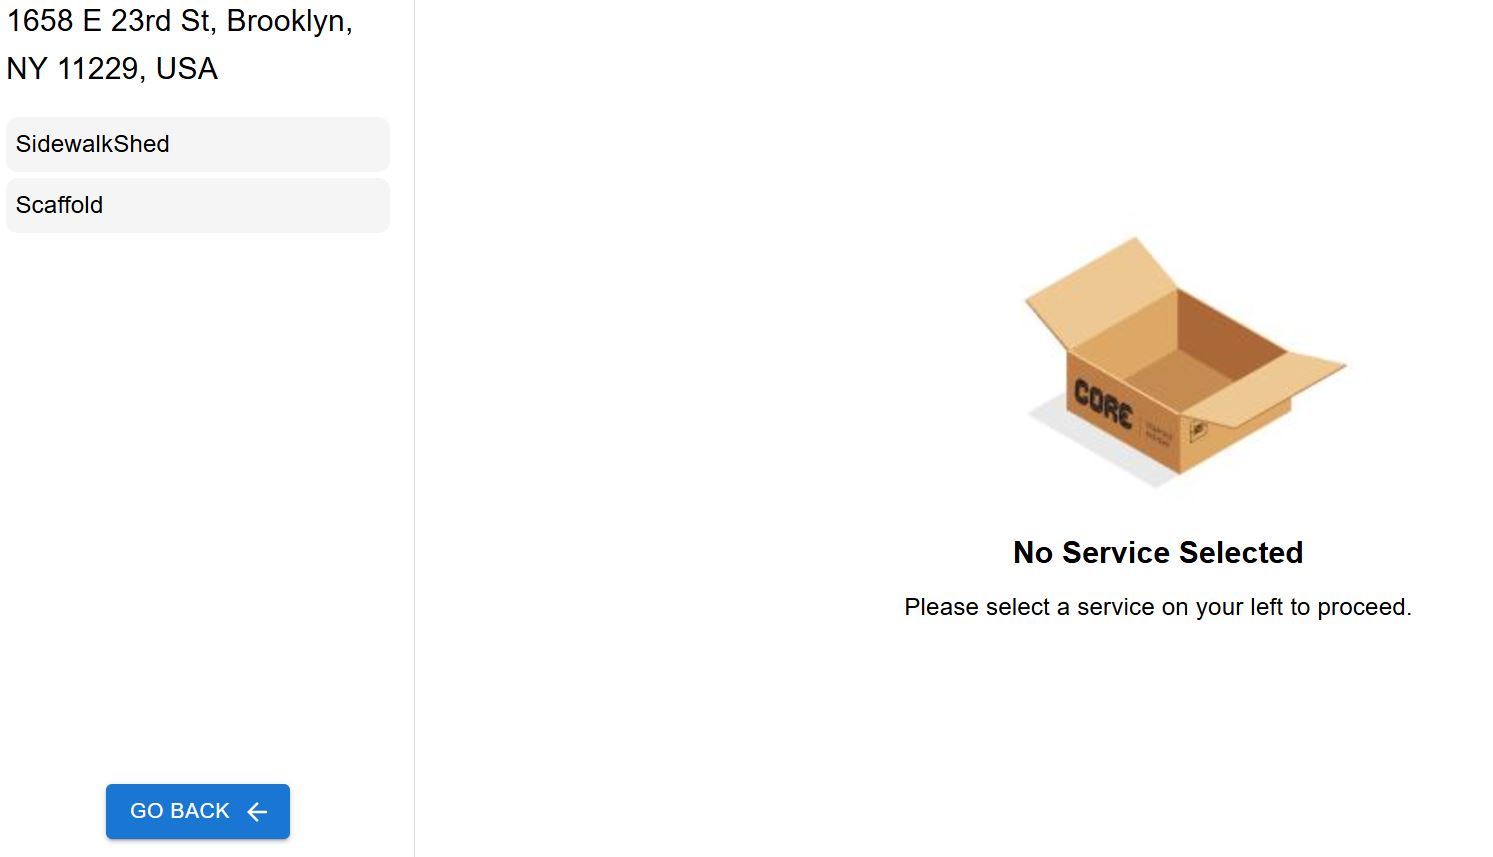 1658 E 23rd St, Brooklyn,
NY 11229, USA
SidewalkShed
Scaffold
GO BACK
CORE
No Service Selected
Please select a service on your left to proceed.